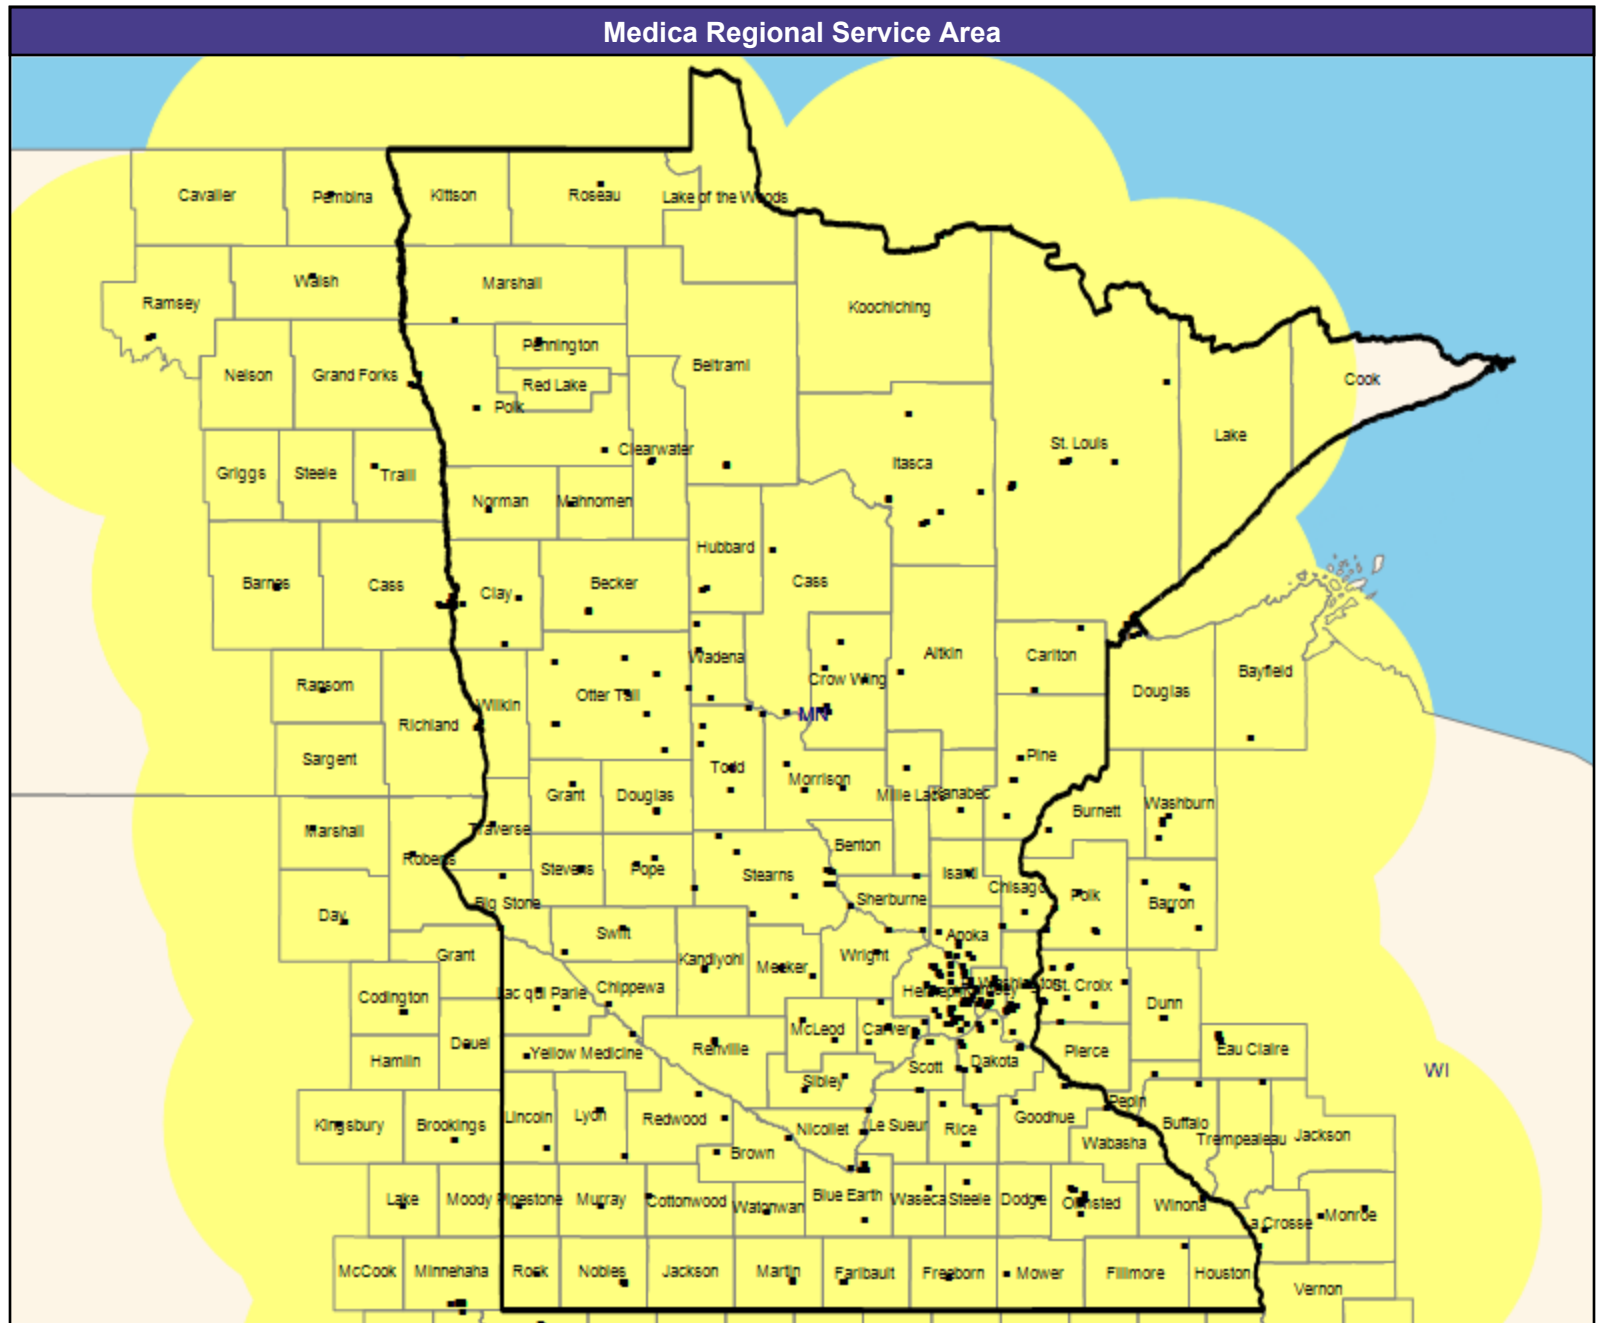 Medica Regional Service Area
Cavalier
Pembina
Kittson
Roseau
Lake of the Woods
Walsh
Marshall
Ramsey
Koochiching
Pennington
Beltrami
Nelson
Grand Forks
Red Lake
Cook
Polk
Lake
St. Louis
Clearwater
Itasca
Griggs
Steele
Traill
Norman
Mahnomen
Hubbard
Cass
Barnes
Cass
Clay
Becker
Wadena
Aitkin
Carlton
Crow Wing
Bayfield
Douglas
Ransom
Otter Tail
Wilkin
Richland
MN
Sargent
Pine
Todd
Morrison
Grant
Douglas
Mille Lacs
Kanabec
Burnett
Washburn
Marshall
Traverse
Roberts
Benton
Stevens
Pope
Stearns
Isanti
Chisago
Polk
Barron
Big Stone
Sherburne
Day
Swift
Anoka
Grant
Kandiyohi
Meeker
Wright
Codington
Lac qui Parle
Chippewa
Hennepin
Ramsey
Washington
St. Croix
Dunn
McLeod
Carver
Deuel
Hamlin
Yellow Medicine
Renville
Scott
Dakota
Pierce
Eau Claire
WI
Sibley
Pepin
Kingsbury
Brookings
Lincoln
Lyon
Redwood
Nicollet
Le Sueur
Rice
Goodhue
Buffalo
Trempealeau
Jackson
Wabasha
Brown
Lake
Moody
Pipestone
Murray
Cottonwood
Watonwan
Blue Earth
Waseca
Steele
Dodge
Olmsted
Winona
La Crosse
Monroe
McCook
Minnehaha
Rock
Nobles
Jackson
Martin
Faribault
Freeborn
Mower
Fillmore
Houston
Vernon